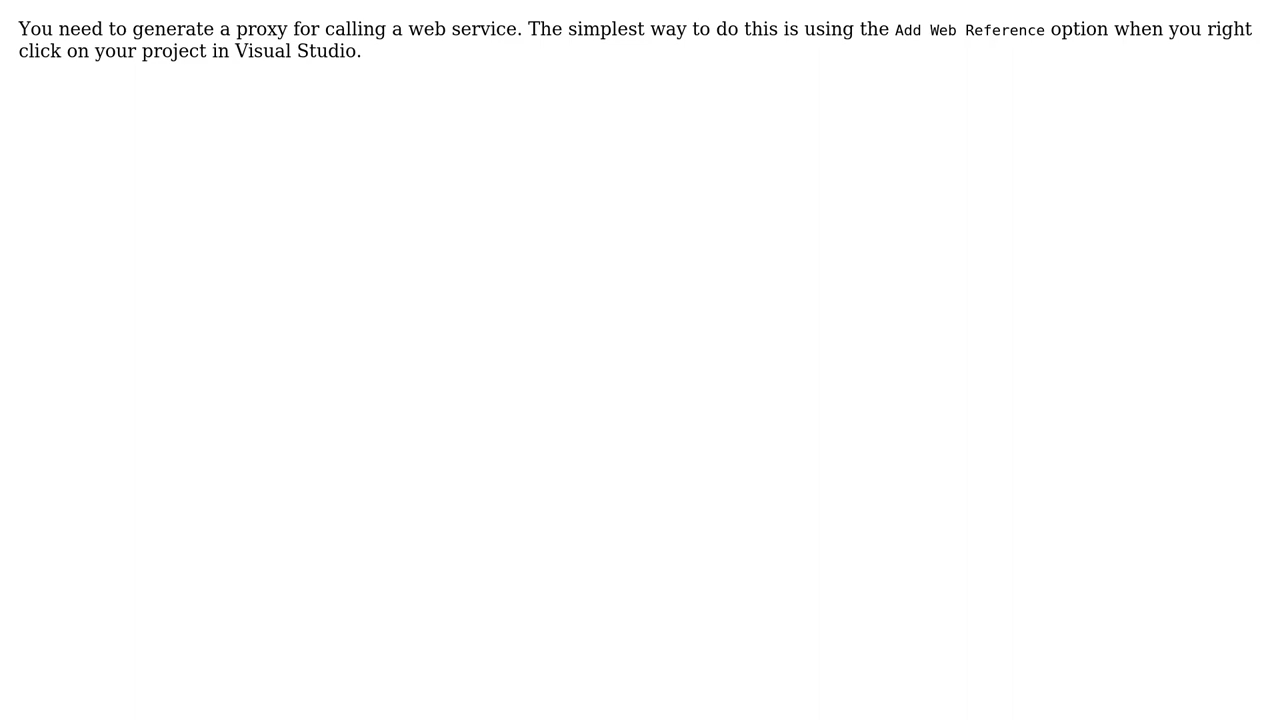 You need to generate a proxy for calling a web service. The simplest way to do this is using the Add Web Reference option when you right
click on your project in Visual Studio.